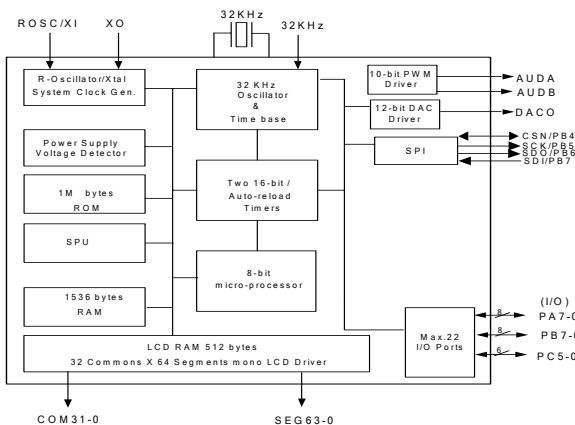 32KHz
ROSC/XI XO 32KHz
R-Oscillator/Xtal
System Clock Gen.
32 KHz
Oscillator
&
Time base
10-bit PWM
Driver
AUDA
AUDB
12-bit DAC
Driver
DACO
Power Supply
Voltage Detector
SPI
CSN/PB4
SCK/PB5
SDO/PB6
SDI/PB7
1M bytes
ROM
Two 16-bit/
Auto-reload
Timers
SPU
8-bit
micro-processor
1536 bytes
RAM
Max.22
I/O Ports
(I/O)
8 PA7-0
8 PB7-0
6 PC5-0
LCD RAM 512 bytes
32 Commons X 64 Segments mono LCD Driver
COM31-0 SEG63-0